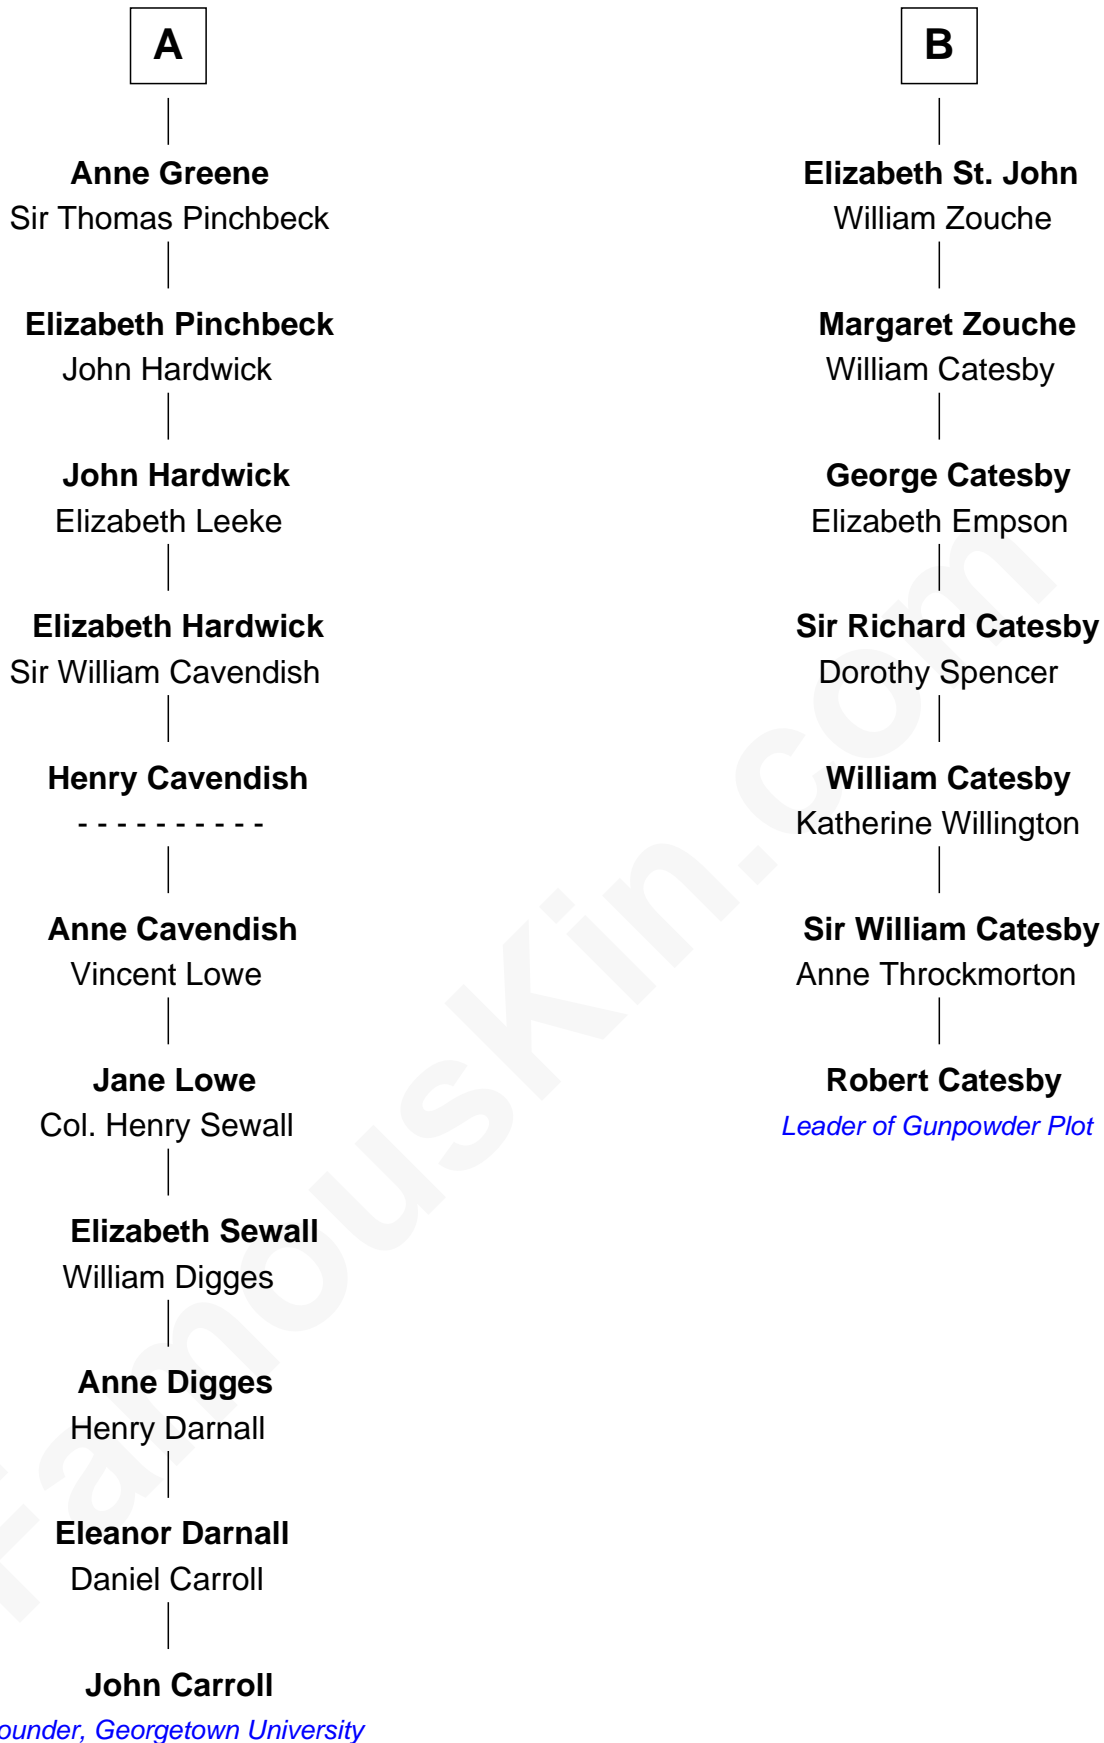 A
Anne Greene
Sir Thomas Pinchbeck
Elizabeth Pinchbeck
John Hardwick
John Hardwick
Elizabeth Leeke
Elizabeth Hardwick
Sir William Cavendish
Henry Cavendish
- - - - - - - - - -
Anne Cavendish
Vincent Lowe
Jane Lowe
Col. Henry Sewall
Elizabeth Sewall
William Digges
Anne Digges
Henry Darnall
Eleanor Darnall
Daniel Carroll
John Carroll
ounder, Georgetown University
B
Elizabeth St. John
William Zouche
Margaret Zouche
William Catesby
George Catesby
Elizabeth Empson
Sir Richard Catesby
Dorothy Spencer
William Catesby
Katherine Willington
Sir William Catesby
Anne Throckmorton
Robert Catesby
Leader of Gunpowder Plot
FamousKin.com